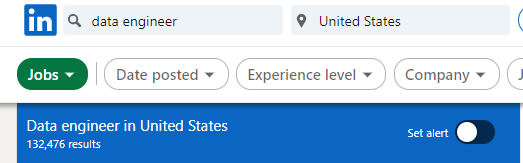 in
data engineer
United States
Jobs
Date posted
Experience level
Company
J
Data engineer in United States
132,476 results
Set alert